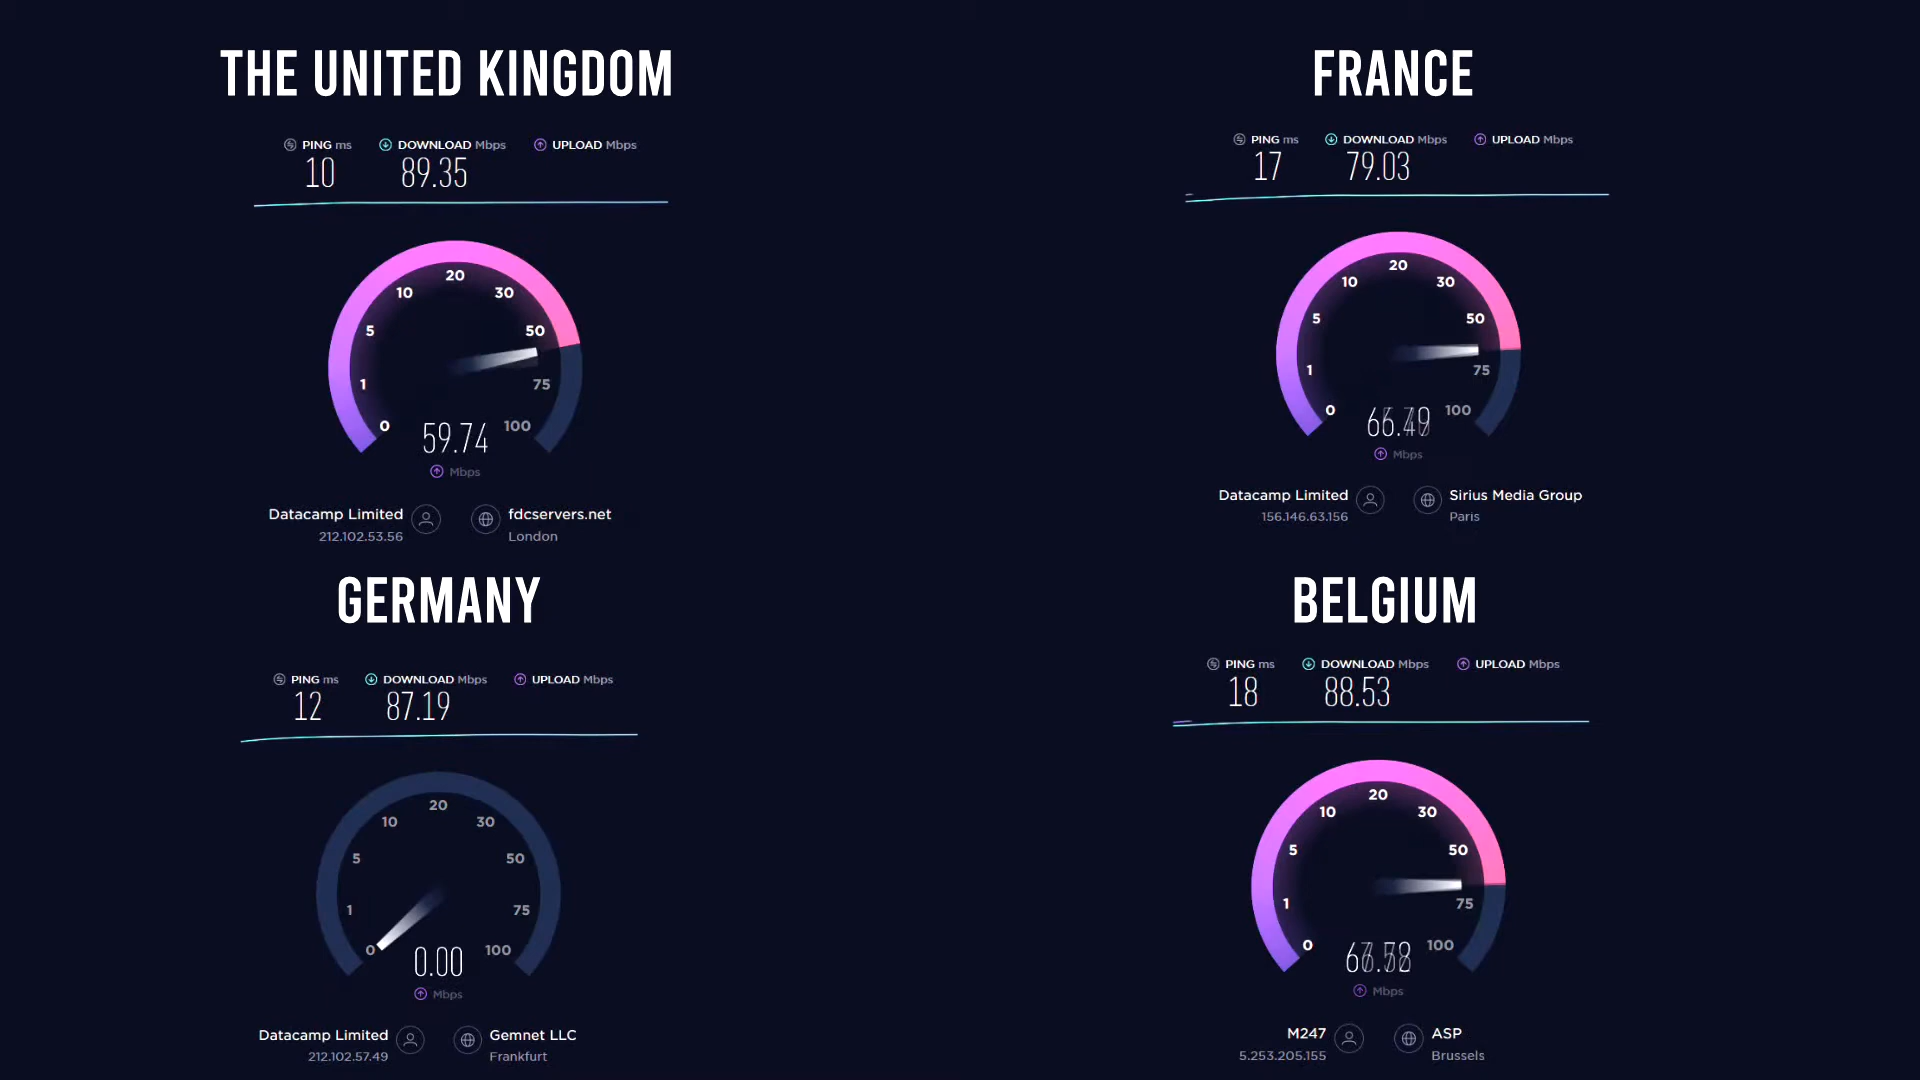 THE UNITED KINGDOM
PING ms DOWNLOAD Mbps UPLOAD Mbps
10 89.35
20
10 30
5 50
1 75
0 100
59.74
Mbps
Datacamp Limited fdcservers.net
212.102.53.56 London
FRANCE
PING ms DOWNLOAD Mbps UPLOAD Mbps
17 79.03
20
10 30
5 50
1 75
0 100
Mbps
Datacamp Limited Sirius Media Group
156.146.63.156 Paris
GERMANY
PING ms DOWNLOAD Mbps UPLOAD Mbps
12 87.19
20
10 30
5 50
1 75
0 100
0.00
Mbps
Datacamp Limited Gemnet LLC
212.102.57.49 Frankfurt
BELGIUM
PING ms DOWNLOAD Mbps UPLOAD Mbps
18 88.53
20
10 30
5 50
1 75
0 100
Mbps
M247 ASP
5.253.205.155 Brussels